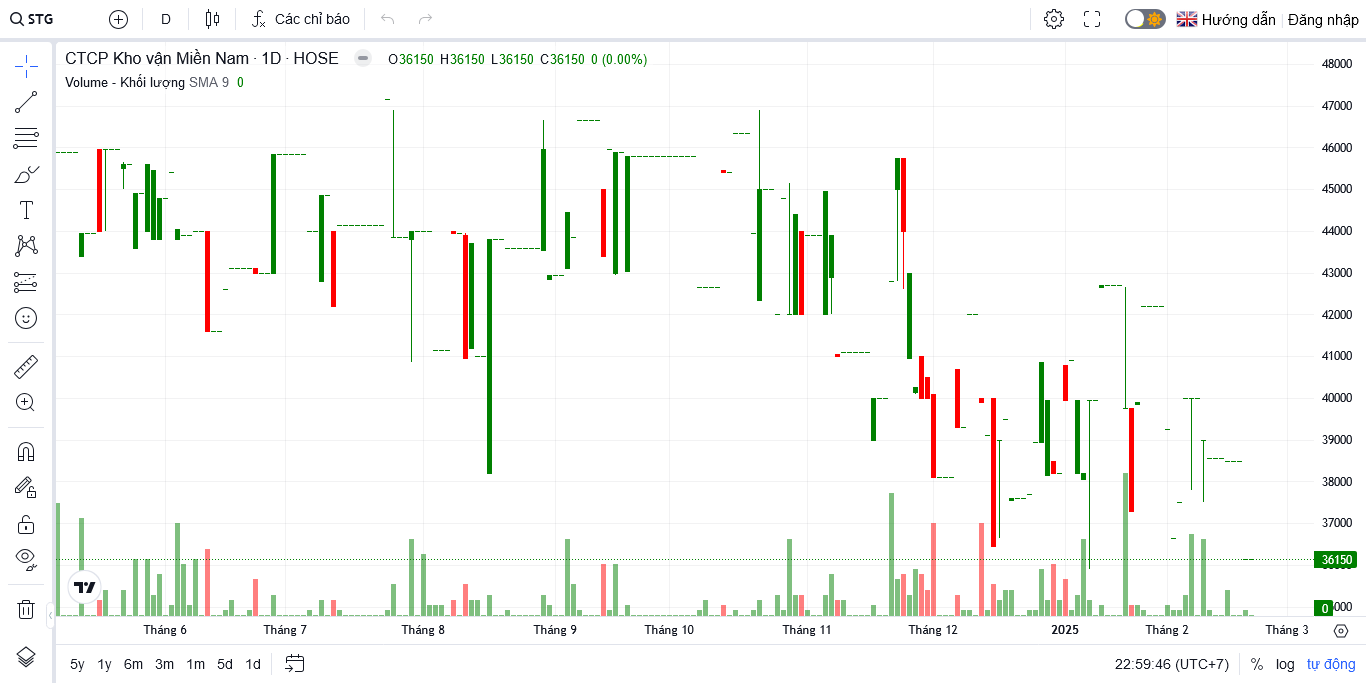 STG D Các chỉ báo Hướng dẫn Đăng nhập
CTCP Kho vận Miền Nam · 1D · HOSE O36150 H36150 L36150 C36150 0 (0.00%)
Volume - Khối lượng SMA 9 0
48000
47000
46000
45000
44000
43000
42000
41000
40000
39000
38000
37000
36150
0
Tháng 6 Tháng 7 Tháng 8 Tháng 9 Tháng 10 Tháng 11 Tháng 12 2025 Tháng 2 Tháng 3
5y 1y 6m 3m 1m 5d 1d 22:59:46 (UTC+7) % log tự động